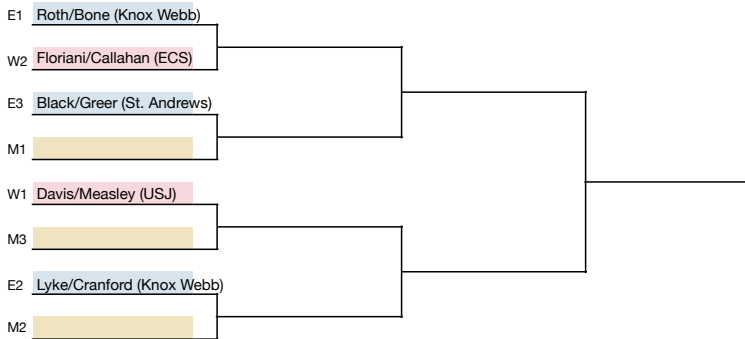 E1 Roth/Bone (Knox Webb)
W2 Floriani/Callahan (ECS)
E3 Black/Greer (St. Andrews)
M1
W1 Davis/Measley (USJ)
M3
E2 Lyke/Cranford (Knox Webb)
M2